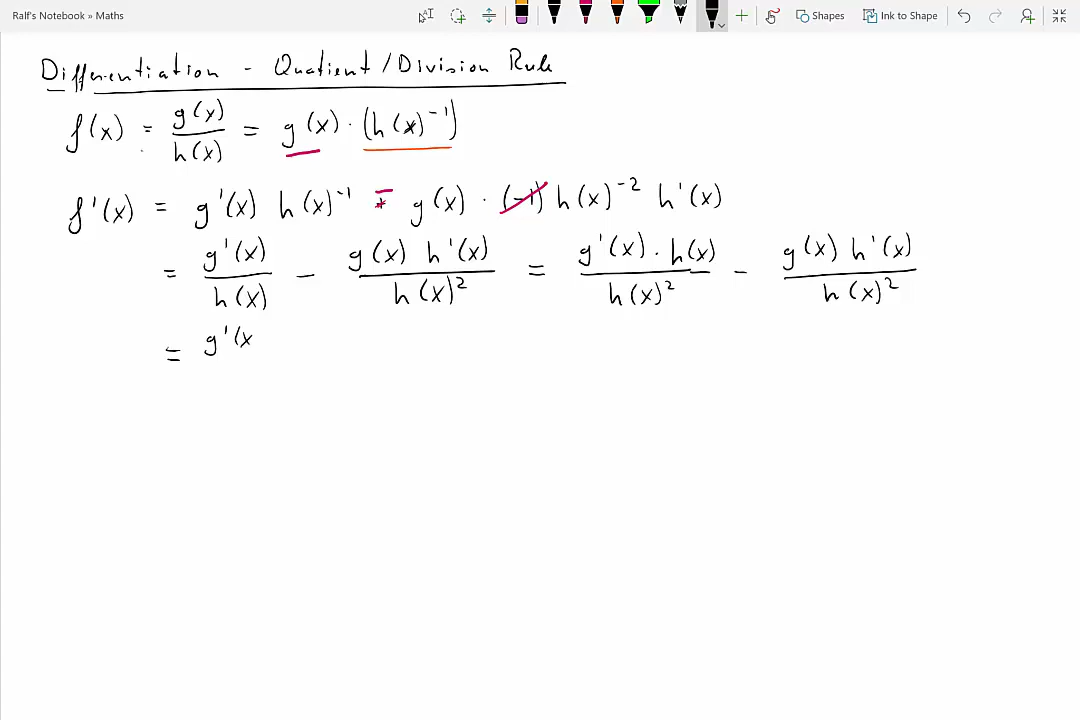 Ralf's Notebook » Maths
Shapes
Ink to Shape
Differentiation - Quotient / Division Rule
f(x) = g(x)/h(x) = g(x) · (h(x)⁻¹)
f'(x) = g'(x) h(x)⁻¹ - g(x) · (-1) h(x)⁻² h'(x)
= g'(x)/h(x) - g(x) h'(x)/h(x)² = g'(x) · h(x)/h(x)² - g(x) h'(x)/h(x)²
= g'(x